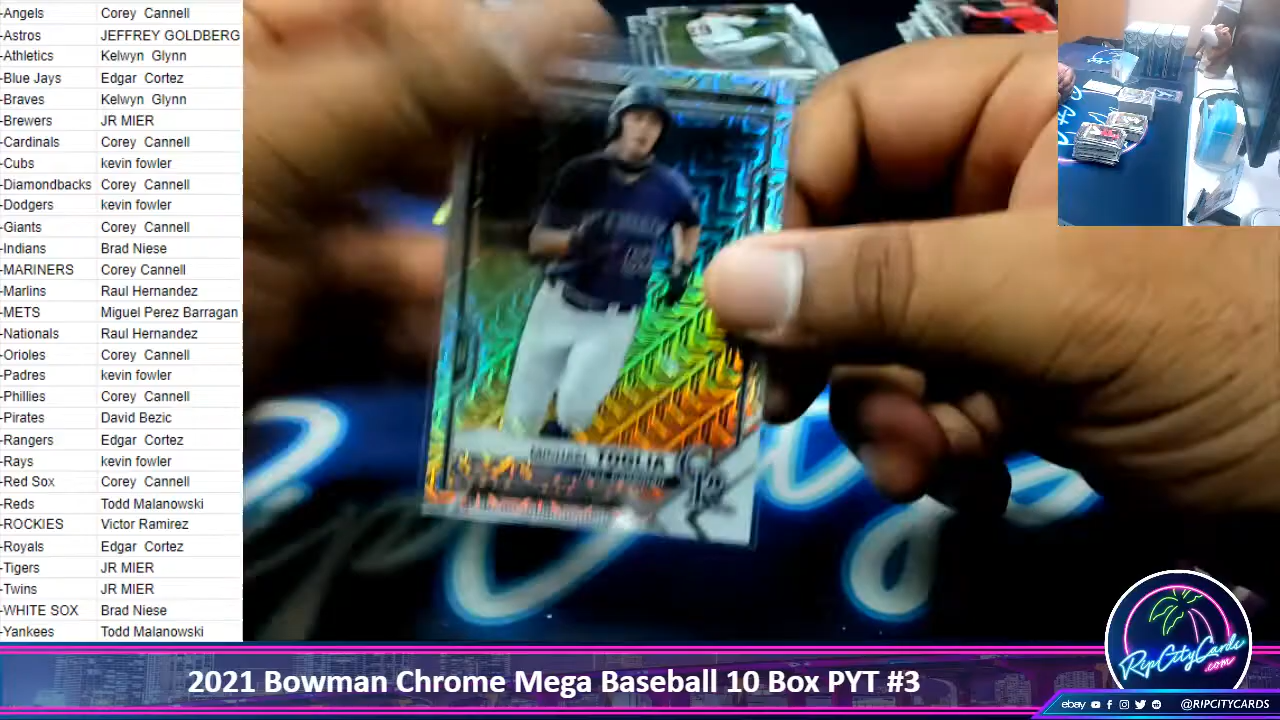 -Angels Corey Cannell
-Astros JEFFREY GOLDBERG
-Athletics Kelwyn Glynn
-Blue Jays Edgar Cortez
-Braves Kelwyn Glynn
-Brewers JR MIER
-Cardinals Corey Cannell
-Cubs kevin fowler
-Diamondbacks Corey Cannell
-Dodgers kevin fowler
-Giants Corey Cannell
-Indians Brad Niese
-MARINERS Corey Cannell
-Marlins Raul Hernandez
-METS Miguel Perez Barragan
-Nationals Raul Hernandez
-Orioles Corey Cannell
-Padres kevin fowler
-Phillies Corey Cannell
-Pirates David Bezic
-Rangers Edgar Cortez
-Rays kevin fowler
-Red Sox Corey Cannell
-Reds Todd Malanowski
-ROCKIES Victor Ramirez
-Royals Edgar Cortez
-Tigers JR MIER
-Twins JR MIER
-WHITE SOX Brad Niese
-Yankees Todd Malanowski
MICHAEL TOGLIA
RipCityCards
.com
2021 Bowman Chrome Mega Baseball 10 Box PYT #3
ebay @RIPCITYCARDS